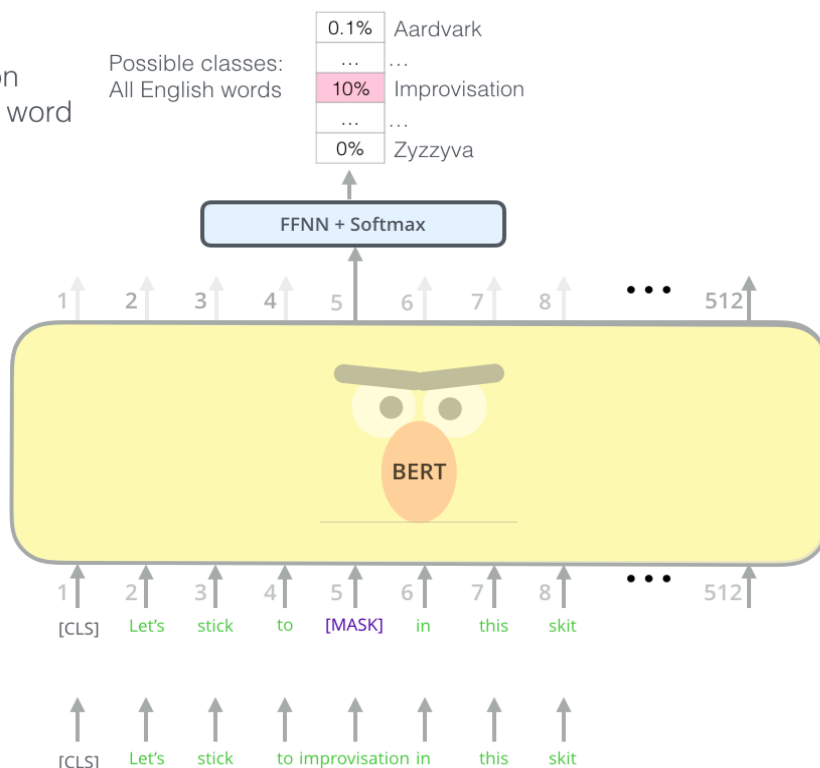 0.1% Aardvark
Possible classes: ... ...
on
All English words 10% Improvisation
word
... ...
0% Zyzzyva
FFNN + Softmax
1 2 3 4 5 6 7 8 ••• 512
BERT
1 2 3 4 5 6 7 8 ••• 512
[CLS] Let's stick to [MASK] in this skit
[CLS] Let's stick to improvisation in this skit